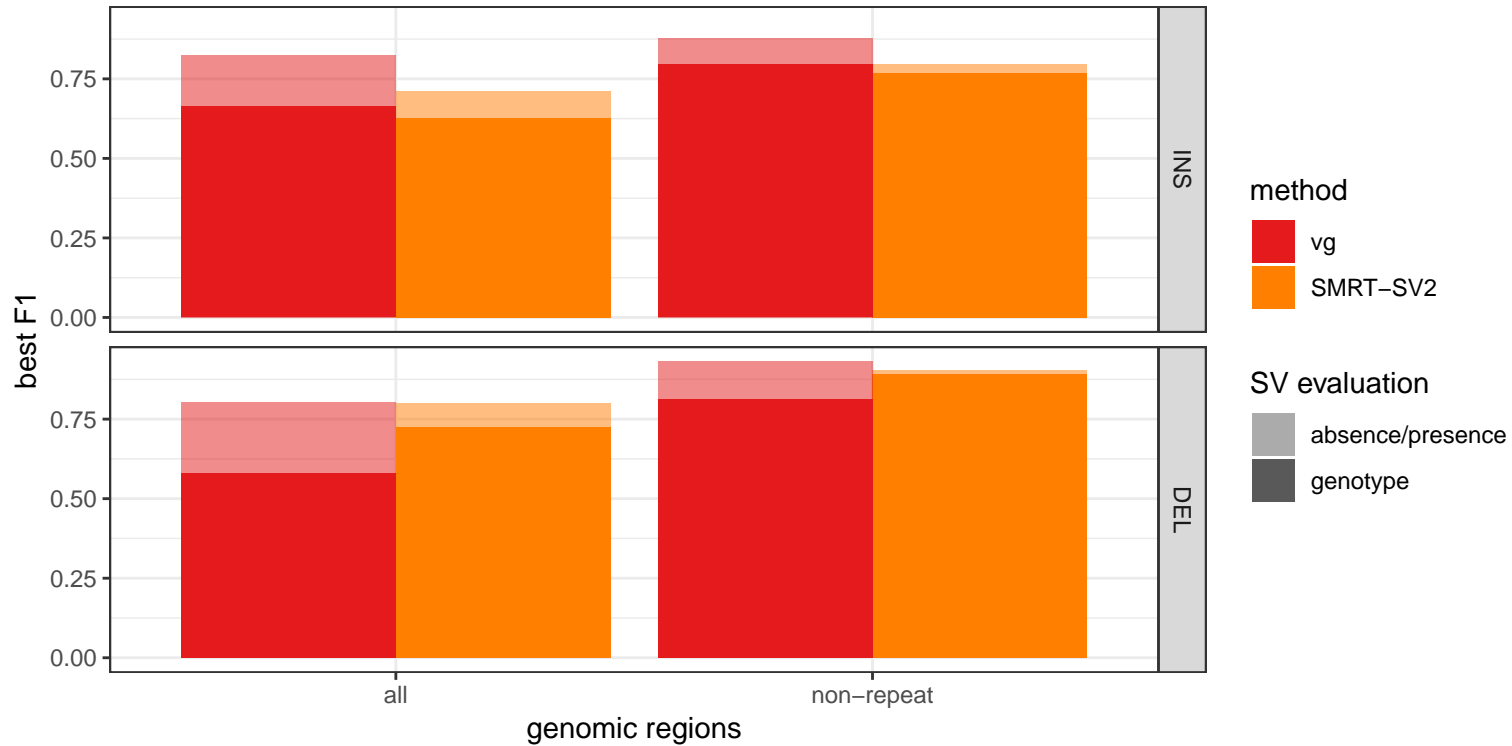 best F1
0.75
0.50
0.25
0.00
INS
0.75
0.50
0.25
0.00
DEL
all
non−repeat
genomic regions
method
vg
SMRT−SV2
SV evaluation
absence/presence
genotype